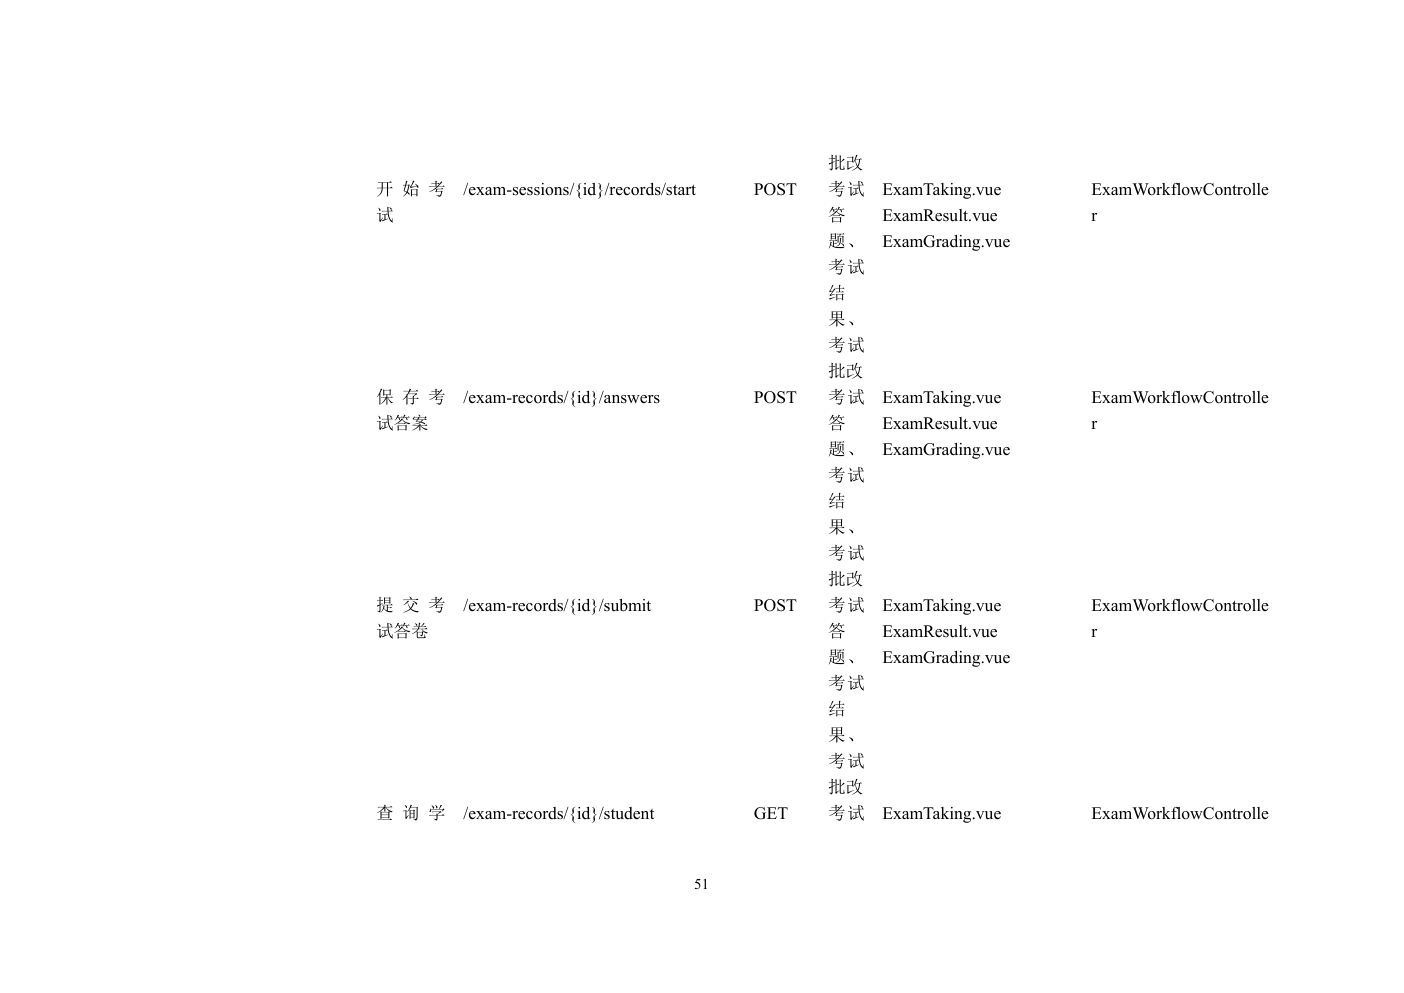 批改
开始考 /exam-sessions/{id}/records/start POST 考试 ExamTaking.vue ExamWorkflowControlle
试 答 ExamResult.vue r
题、 ExamGrading.vue
考试
结
果、
考试
批改
保存考 /exam-records/{id}/answers POST 考试 ExamTaking.vue ExamWorkflowControlle
试答案 答 ExamResult.vue r
题、 ExamGrading.vue
考试
结
果、
考试
批改
提交考 /exam-records/{id}/submit POST 考试 ExamTaking.vue ExamWorkflowControlle
试答卷 答 ExamResult.vue r
题、 ExamGrading.vue
考试
结
果、
考试
批改
查询学 /exam-records/{id}/student GET 考试 ExamTaking.vue ExamWorkflowControlle
51